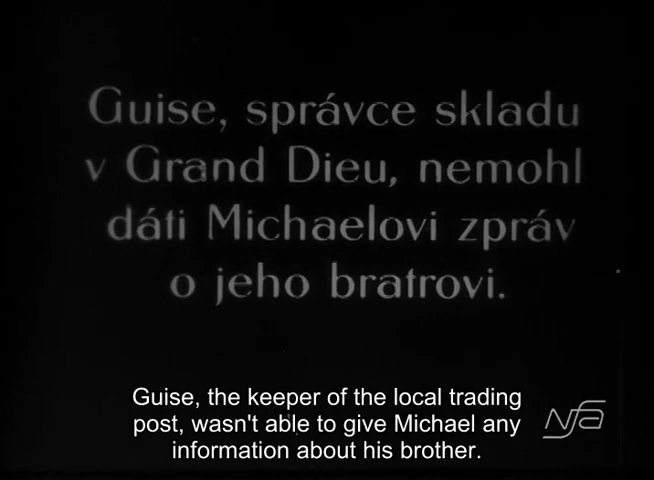 Guise, správce skladu
v Grand Dieu, nemohl
dáti Michaelovi zpráv
o jeho bratrovi.
Guise, the keeper of the local trading
post, wasn't able to give Michael any
information about his brother.
Nfa